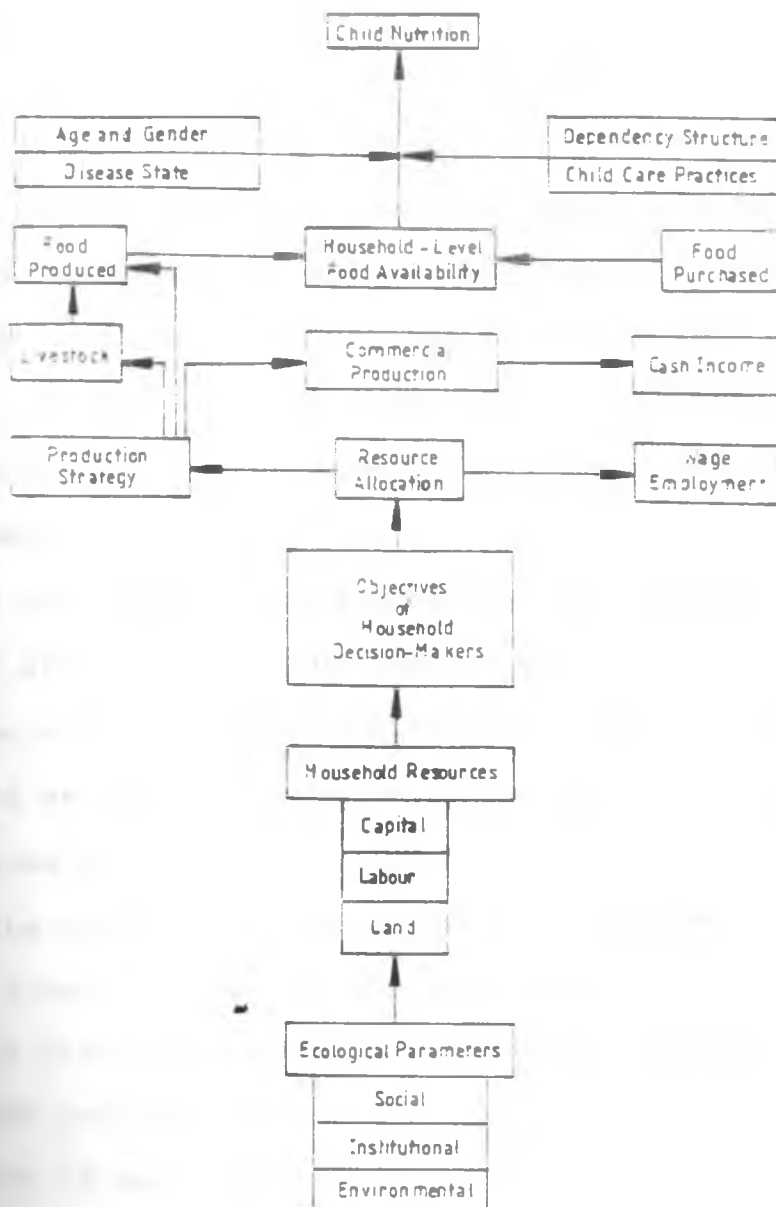 Child Nutrition
Age and Gender
Disease State
Dependency Structure
Child Care Practices
Food
Produced
Household - Level
Food Availability
Food
Purchased
Livestock
Commercial
Production
Cash Income
Production
Strategy
Resource
Allocation
Wage
Employment
Objectives
of
Household
Decision-Makers
Household Resources
Capital
Labour
Land
Ecological Parameters
Social
Institutional
Environmental